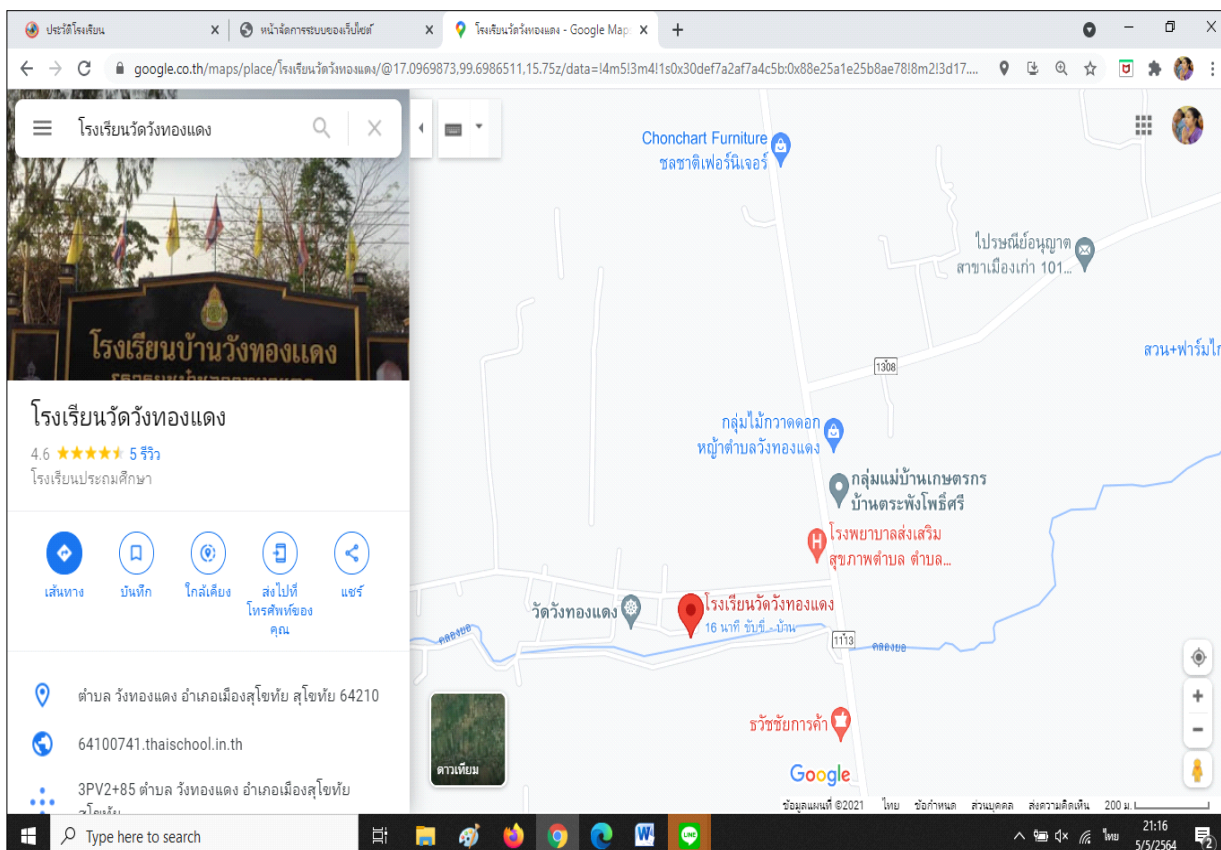 ประวัติโรงเรียน
หน้าจัดการระบบของเว็บไซต์
โรงเรียนวัดวังทองแดง - Google Map
google.co.th/maps/place/โรงเรียนวัดวังทองแดง/@17.0969873,99.6986511,15.75z/data=!4m5!3m4!1s0x30def7a2af7a4c5b:0x88e25a1e25b8ae78!8m2!3d17....
โรงเรียนวัดวังทองแดง
โรงเรียนบ้านวังทองแดง
โรงเรียนวัดวังทองแดง
4.6
5 รีวิว
โรงเรียนประถมศึกษา
เส้นทาง
บันทึก
ใกล้เคียง
ส่งไปที่
โทรศัพท์ของ
คุณ
แชร์
ตำบล วังทองแดง อำเภอเมืองสุโขทัย สุโขทัย 64210
64100741.thaischool.in.th
3PV2+85 ตำบล วังทองแดง อำเภอเมืองสุโขทัย
สุโขทัย
Chonchart Furniture
ชลชาติเฟอร์นิเจอร์
ไปรษณีย์อนุญาต
สาขาเมืองเก่า 101...
สวน+ฟาร์มไก
1308
กลุ่มไม้กวาดดอก
หญ้าตำบลวังทองแดง
กลุ่มแม่บ้านเกษตรกร
บ้านตระพังโพธิ์ศรี
โรงพยาบาลส่งเสริม
สุขภาพตำบล ตำบล...
วัดวังทองแดง
โรงเรียนวัดวังทองแดง
16 นาที ขับขี่ - บ้าน
1113
คลองยอ
คลองยอ
ธวัชชัยการค้า
ดาวเทียม
Google
ข้อมูลแผนที่ ©2021 ไทย ข้อกำหนด ส่วนบุคคล ส่งความคิดเห็น 200 ม.
Type here to search
ไทย
21:16
5/5/2564
2